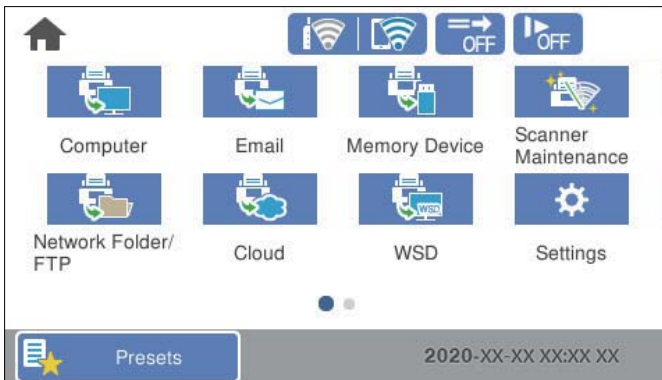 OFF
OFF
Computer
Email
Memory Device
Scanner
Maintenance
WSD
Network Folder/
FTP
Cloud
WSD
Settings
Presets
2020-XX-XX XX:XX XX